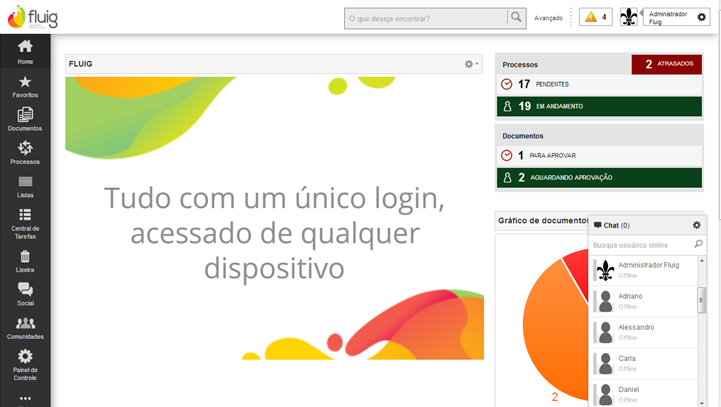 fluig
O que deseja encontrar?
Avançado
4
Administrador
Fluig
Home
Favoritos
Documentos
Processos
Listas
Central de
Tarefas
Lixeira
Social
Comunidades
Painel de
Controle
FLUIG
Tudo com um único login,
acessado de qualquer
dispositivo
Processos
2 ATRASADOS
17 PENDENTES
19 EM ANDAMENTO
Documentos
1 PARA APROVAR
2 AGUARDANDO APROVAÇÃO
Gráfico de documentos
2
Chat (0)
Busque usuários online
Administrador Fluig
Offline
Adriano
Offline
Alessandro
Offline
Carla
Offline
Daniel
Offline